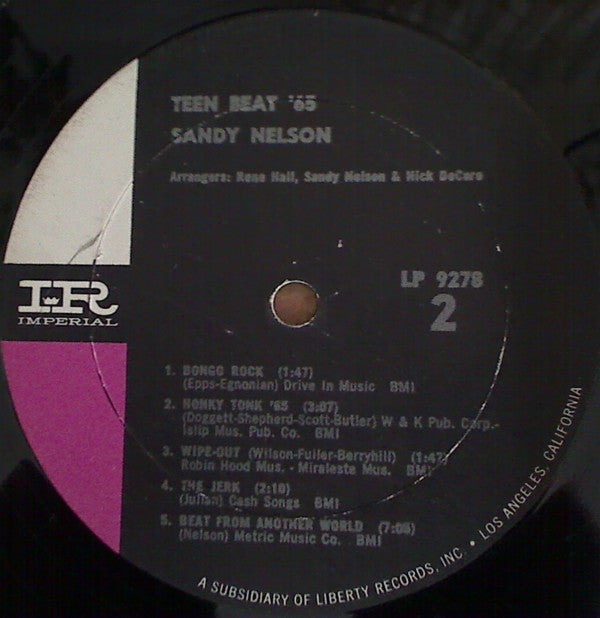 TEEN BEAT '65
SANDY NELSON
Arrangers: Rene Hall, Sandy Nelson & Nick DeCaro
LP 9278
2
IR
IMPERIAL
1. BONGO ROCK (1:47)
(Epps-Egnonian) Drive In Music BMI
2. HONKY TONK '65 (3:07)
(Doggett-Shepherd-Scott-Butler) W & K Pub. Corp.-
Islip Mus. Pub. Co. BMI
3. WIPE-OUT (Wilson-Fuller-Berryhill) (1:47)
Robin Hood Mus. - Miraleste Mus. BMI
4. THE JERK (2:10)
(Julian) Cash Songs BMI
5. BEAT FROM ANOTHER WORLD (7:05)
(Nelson) Metric Music Co. BMI
A SUBSIDIARY OF LIBERTY RECORDS, INC. • LOS ANGELES, CALIFORNIA